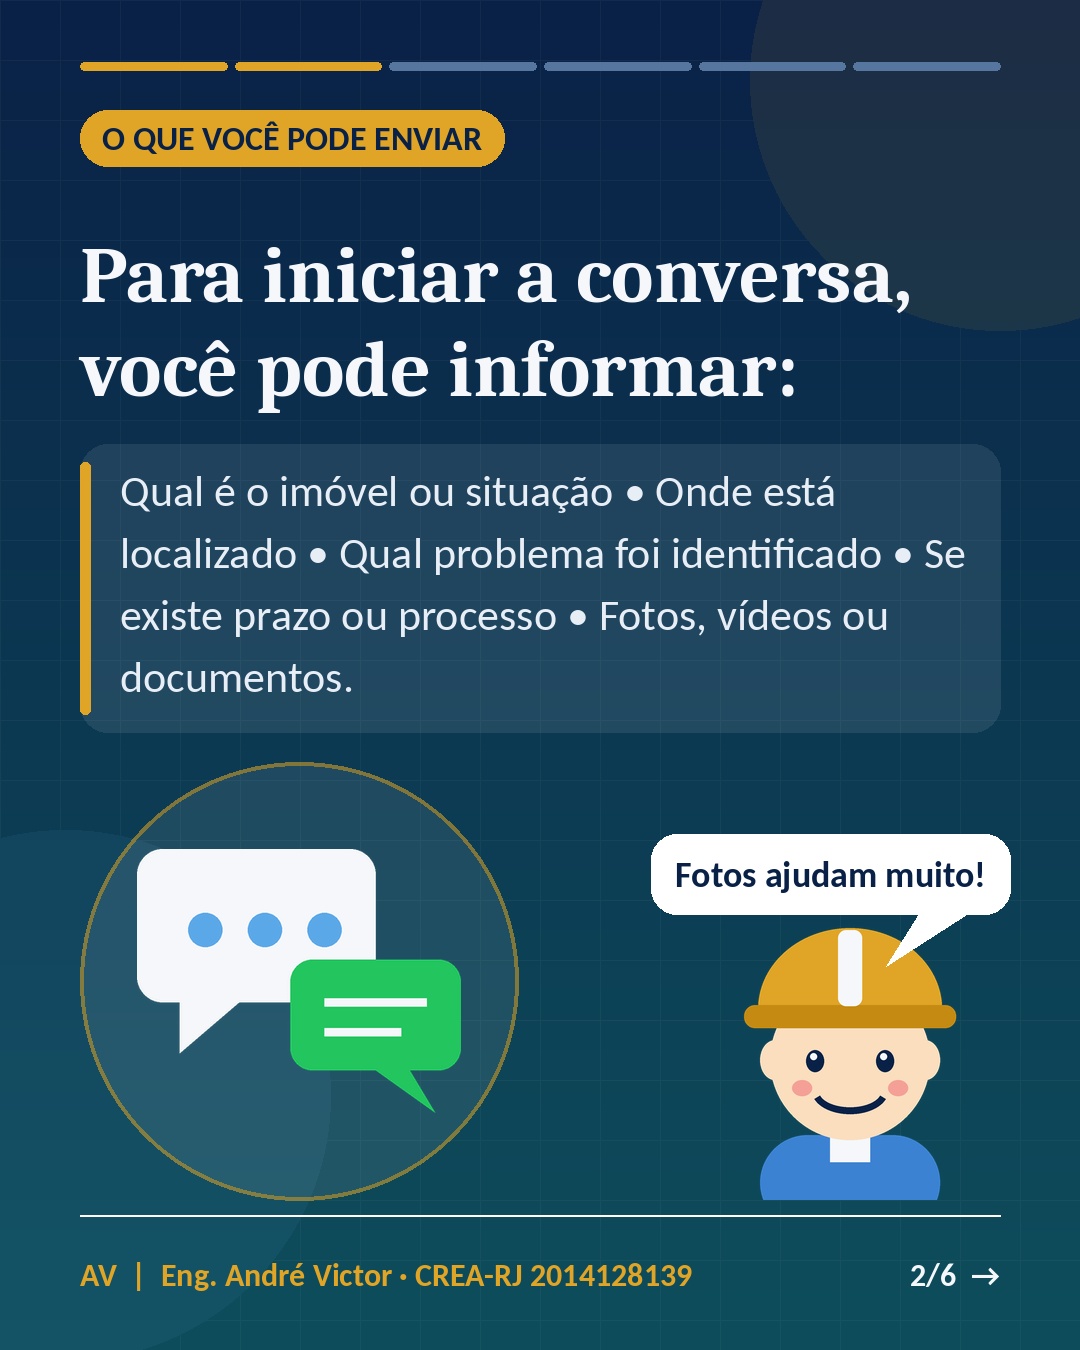 O QUE VOCÊ PODE ENVIAR
Para iniciar a conversa,
você pode informar:
Qual é o imóvel ou situação • Onde está
localizado • Qual problema foi identificado • Se
existe prazo ou processo • Fotos, vídeos ou
documentos.
Fotos ajudam muito!
AV | Eng. André Victor · CREA-RJ 2014128139
2/6 →